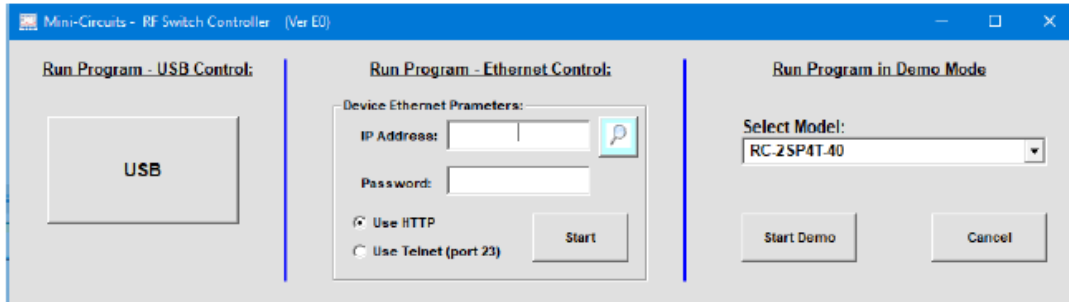 Mini-Circuits - RF Switch Controller (Ver E0)
Run Program - USB Control:
USB
Run Program - Ethernet Control:
Device Ethernet Prameters:
IP Address:
Password:
Use HTTP
Use Telnet (port 23)
Start
Run Program in Demo Mode
Select Model:
RC-2SP4T-40
Start Demo
Cancel